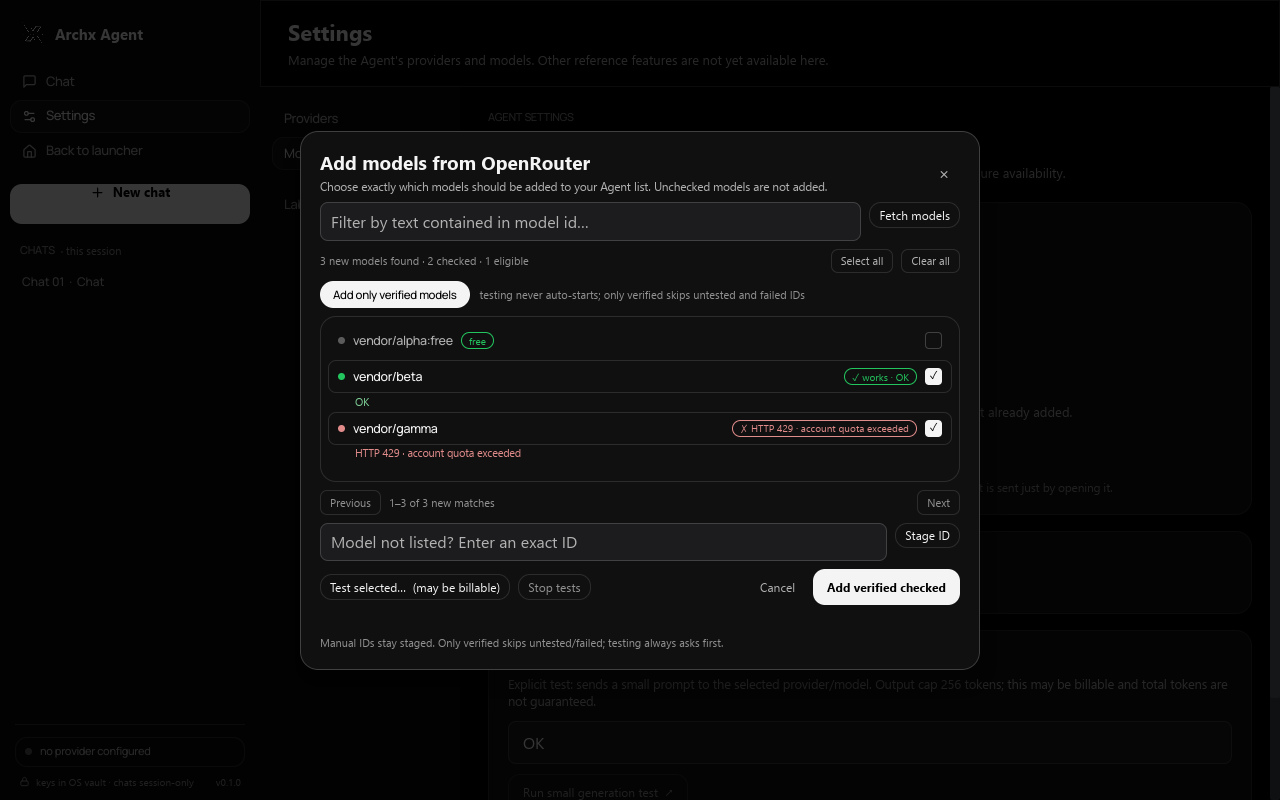 Archx Agent
Chat
Settings
Back to launcher
+ New chat
CHATS · this session
Chat 01 · Chat
no provider configured
keys in OS vault · chats session-only v0.1.0
Settings
Manage the Agent's providers and models. Other reference features are not yet available here.
Providers
AGENT SETTINGS
Add models from OpenRouter
×
Choose exactly which models should be added to your Agent list. Unchecked models are not added.
Filter by text contained in model id...
Fetch models
3 new models found · 2 checked · 1 eligible
Select all
Clear all
Add only verified models
testing never auto-starts; only verified skips untested and failed IDs
vendor/alpha:free free
vendor/beta ✓ works · OK ✓
OK
vendor/gamma ✗ HTTP 429 · account quota exceeded ✓
HTTP 429 · account quota exceeded
Previous 1–3 of 3 new matches Next
Model not listed? Enter an exact ID
Stage ID
Test selected... (may be billable)
Stop tests
Cancel
Add verified checked
Manual IDs stay staged. Only verified skips untested/failed; testing always asks first.
availability.
already added.
is sent just by opening it.
Explicit test: sends a small prompt to the selected provider/model. Output cap 256 tokens; this may be billable and total tokens are
not guaranteed.
OK
Run small generation test ↗